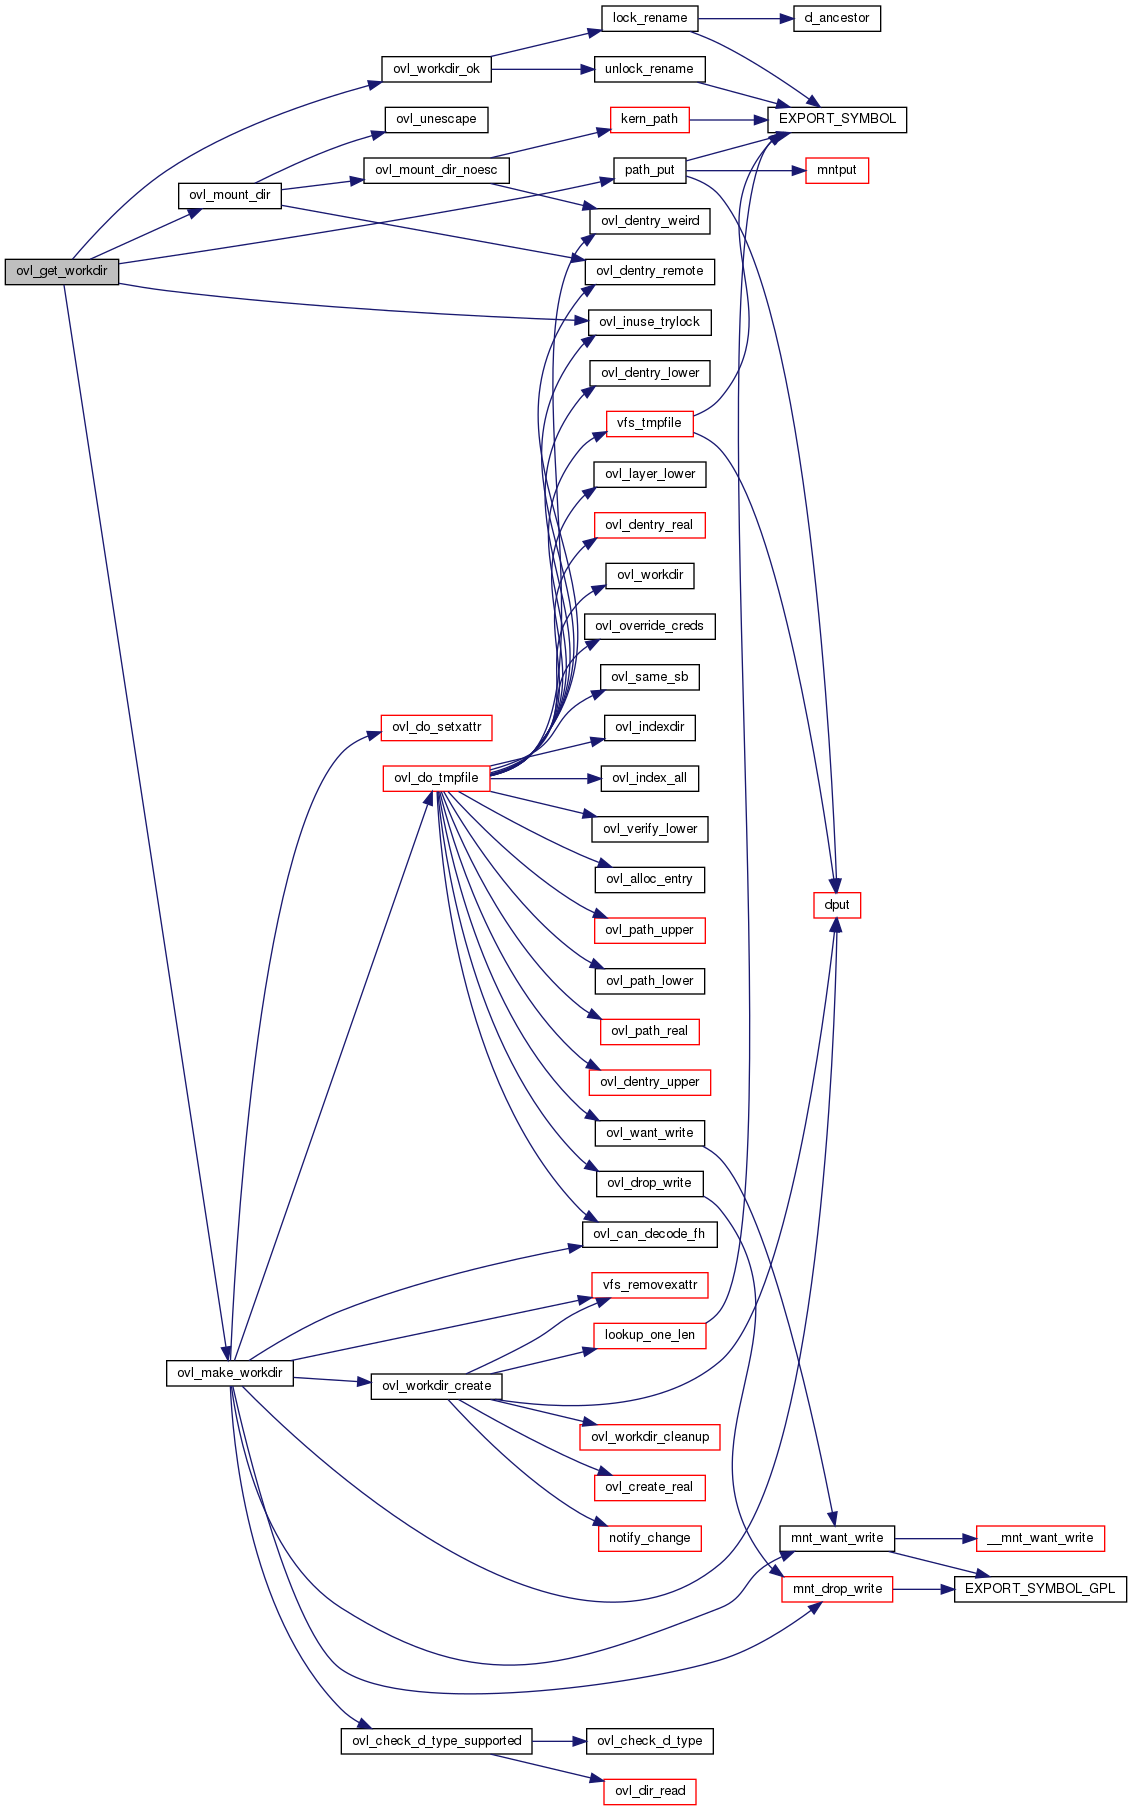 lock_rename
d_ancestor
ovl_workdir_ok
unlock_rename
ovl_unescape
kern_path
EXPORT_SYMBOL
ovl_mount_dir_noesc
path_put
mntput
ovl_mount_dir
ovl_dentry_weird
ovl_get_workdir
ovl_dentry_remote
ovl_inuse_trylock
ovl_dentry_lower
vfs_tmpfile
ovl_layer_lower
ovl_dentry_real
ovl_workdir
ovl_override_creds
ovl_same_sb
ovl_do_setxattr
ovl_indexdir
ovl_do_tmpfile
ovl_index_all
ovl_verify_lower
ovl_alloc_entry
dput
ovl_path_upper
ovl_path_lower
ovl_path_real
ovl_dentry_upper
ovl_want_write
ovl_drop_write
ovl_can_decode_fh
vfs_removexattr
lookup_one_len
ovl_make_workdir
ovl_workdir_create
ovl_workdir_cleanup
ovl_create_real
notify_change
mnt_want_write
__mnt_want_write
mnt_drop_write
EXPORT_SYMBOL_GPL
ovl_check_d_type_supported
ovl_check_d_type
ovl_dir_read